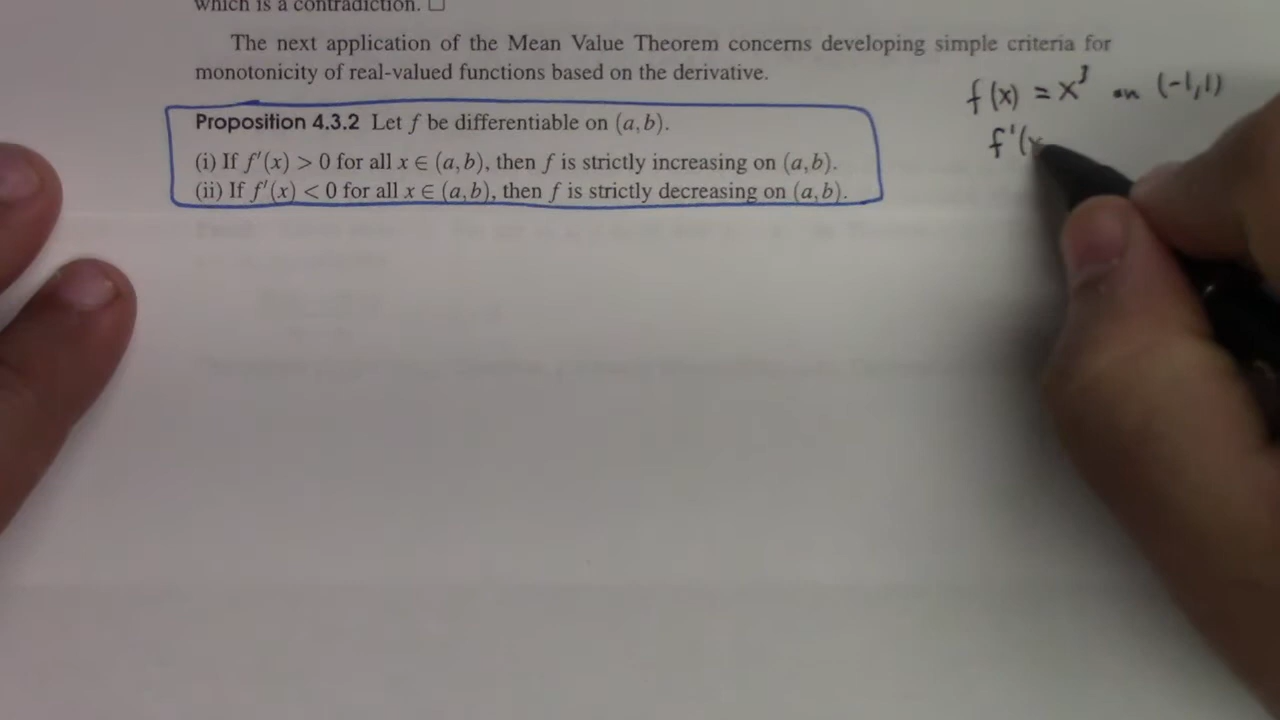 which is a contradiction. □
The next application of the Mean Value Theorem concerns developing simple criteria for
monotonicity of real-valued functions based on the derivative.
f(x) = x³ on (-1,1)
f'(x
Proposition 4.3.2 Let f be differentiable on (a,b).
(i) If f′(x) > 0 for all x ∈ (a,b), then f is strictly increasing on (a,b).
(ii) If f′(x) < 0 for all x ∈ (a,b), then f is strictly decreasing on (a,b).